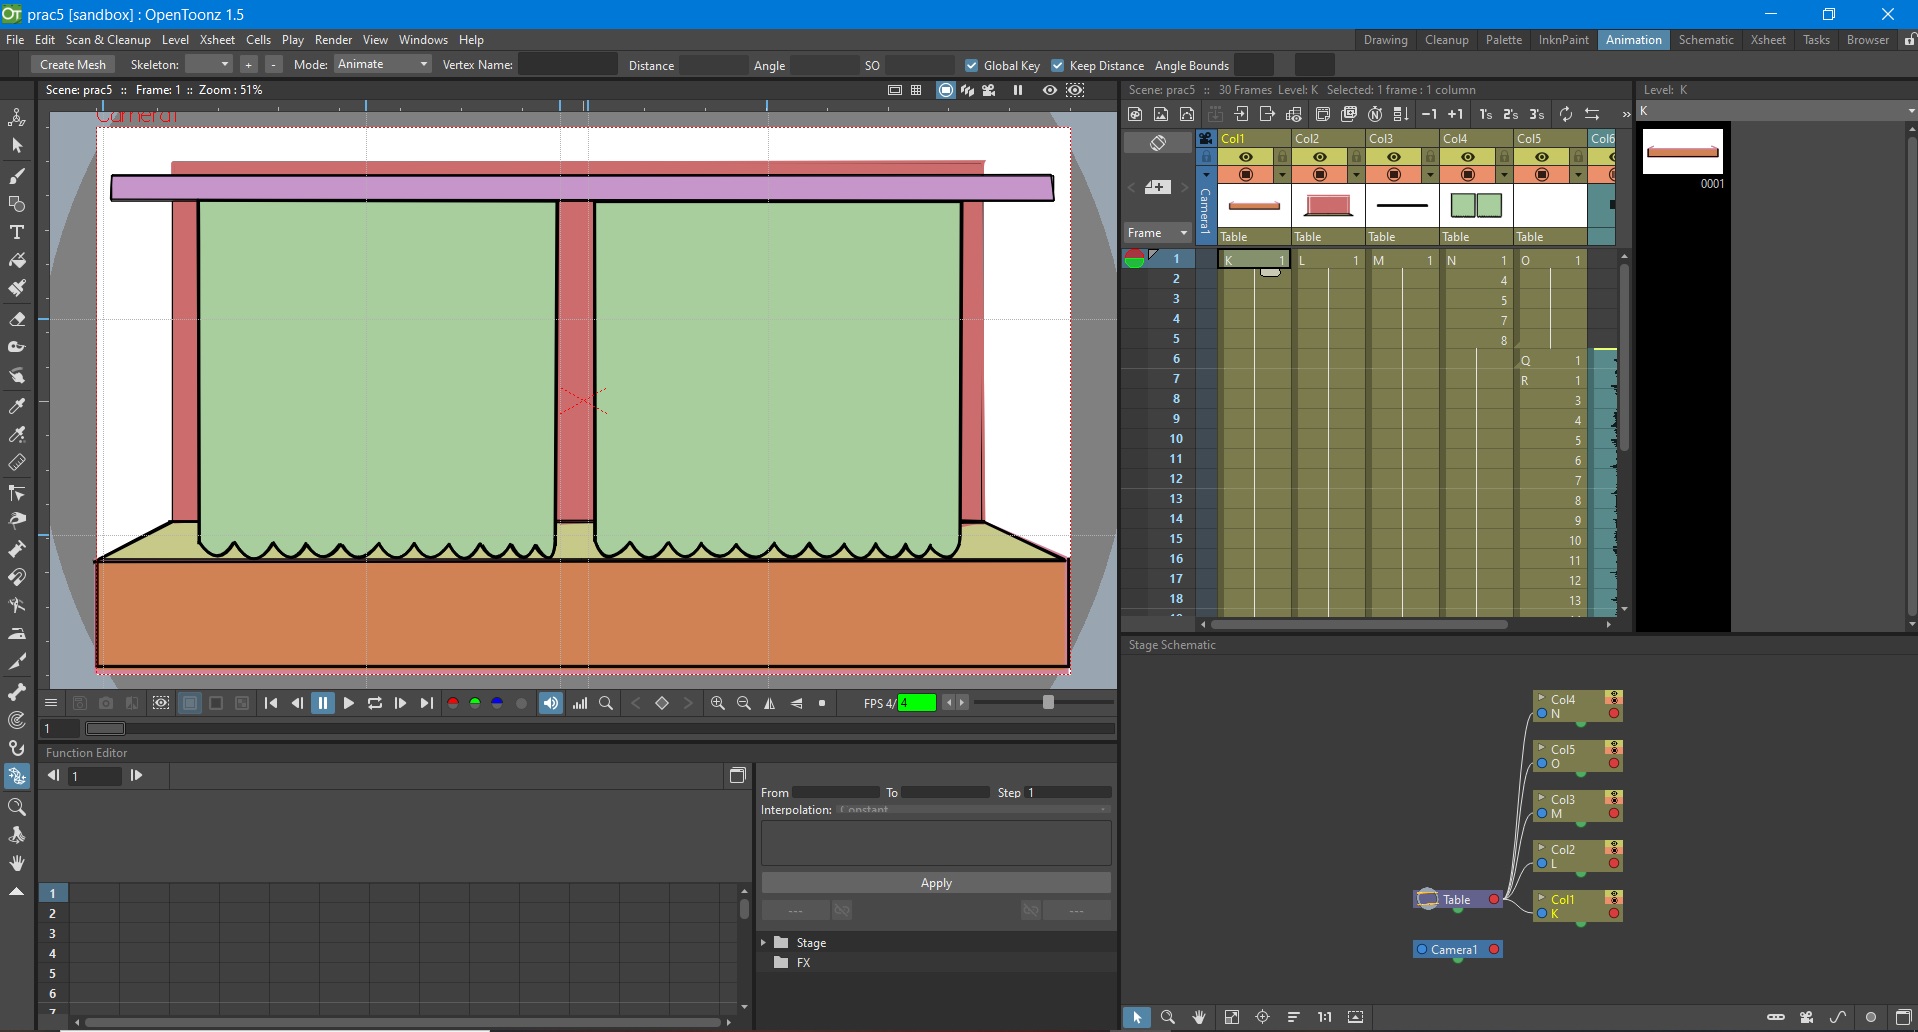 prac5 [sandbox] : OpenToonz 1.5
File Edit Scan & Cleanup Level Xsheet Cells Play Render View Windows Help
Drawing Cleanup Palette InknPaint Animation Schematic Xsheet Tasks Browser
Create Mesh Skeleton: + - Mode: Animate Vertex Name: Distance Angle SO Global Key Keep Distance Angle Bounds
Scene: prac5 :: Frame: 1 :: Zoom : 51%
Camera1
Scene: prac5 :: 30 Frames Level: K Selected: 1 frame : 1 column
-1 +1 1's 2's 3's »
Col1 Col2 Col3 Col4 Col5 Col6
Camera1
Frame
Table Table Table Table Table
1 K 1 L 1 M 1 N 1 O 1
2 4
3 5
4 7
5 8
6 Q 1
7 R 1
8 3
9 4
10 5
11 6
12 7
13 8
14 9
15 10
16 11
17 12
18 13
Level: K
K
0001
FPS 4/4
1
Function Editor
1
From To Step 1
Interpolation: Constant
Apply
--- ---
Stage
FX
1
2
3
4
5
6
7
Stage Schematic
Col4
N
Col5
O
Col3
M
Col2
L
Table
Col1
K
Camera1
1:1